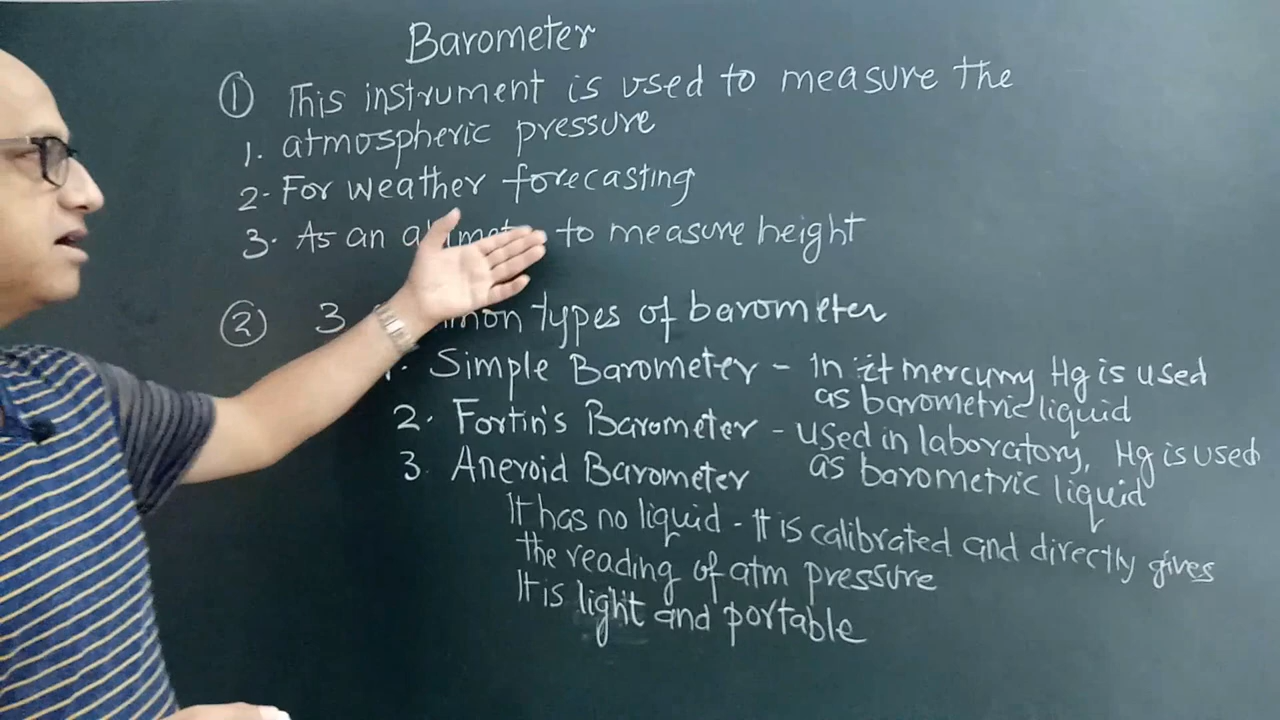 Barometer
① This instrument is used to measure the
1. atmospheric pressure
2- For weather forecasting
3. As an to measure height
② 3 types of barometer
1. Simple Barometer - In it mercury Hg is used
as barometric liquid
2. Fortin's Barometer - used in laboratory, Hg is used
as barometric liquid
3. Aneroid Barometer
It has no liquid - It is calibrated and directly gives
the reading of atm pressure
It is light and portable